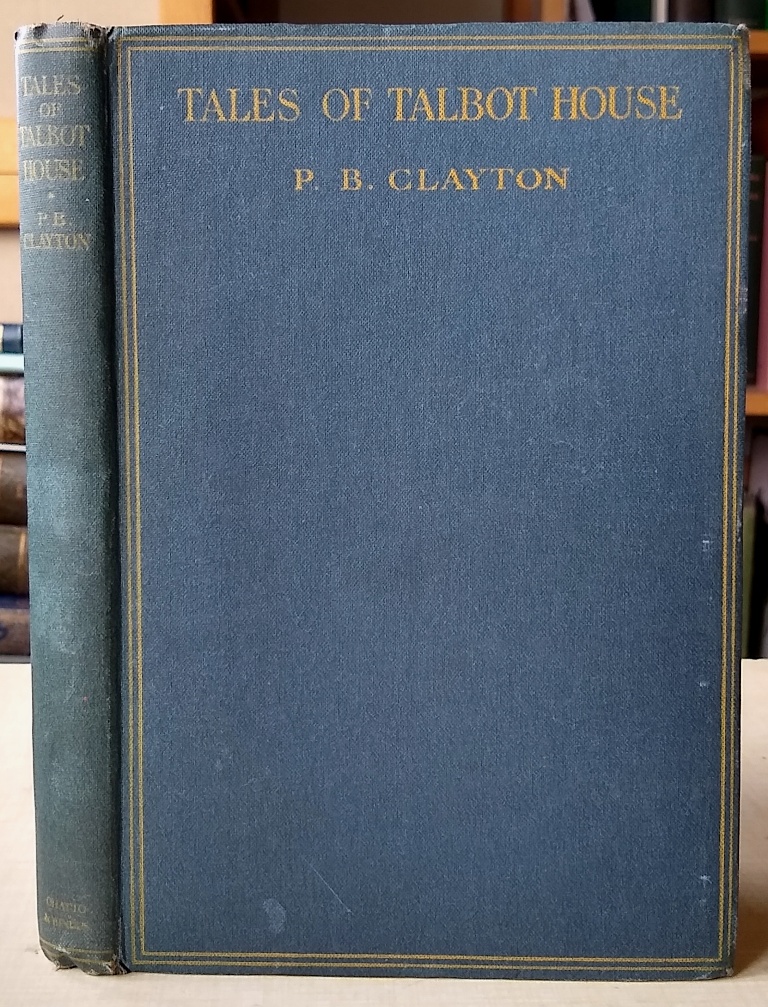 TALES
OF
TALBOT
HOUSE
P. B.
CLAYTON
CHATTO
& WINDUS
TALES OF TALBOT HOUSE
P. B. CLAYTON